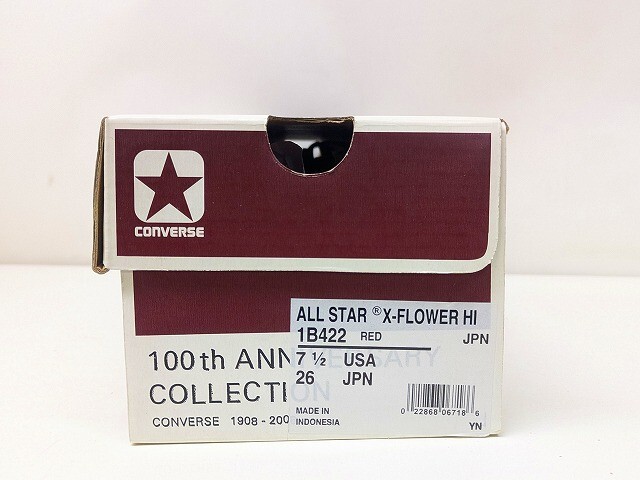 CONVERSE
ALL STAR ® X-FLOWER HI
1B422 RED JPN
7 ½ USA
26 JPN
MADE IN
INDONESIA
0 22868 06718 6
YN
100th ANNIVERSARY
COLLECTION
CONVERSE 1908 - 200